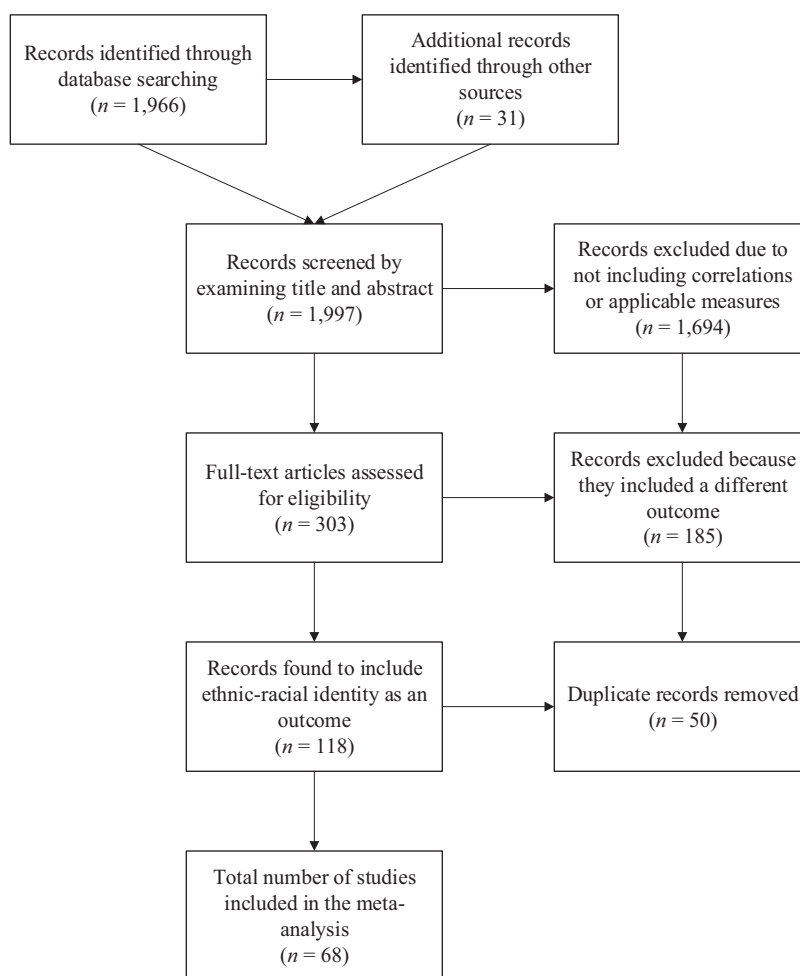 Records identified through
database searching
(n = 1,966)
Additional records
identified through other
sources
(n = 31)
Records screened by
examining title and abstract
(n = 1,997)
Records excluded due to
not including correlations
or applicable measures
(n = 1,694)
Full-text articles assessed
for eligibility
(n = 303)
Records excluded because
they included a different
outcome
(n = 185)
Records found to include
ethnic-racial identity as an
outcome
(n = 118)
Duplicate records removed
(n = 50)
Total number of studies
included in the meta-
analysis
(n = 68)